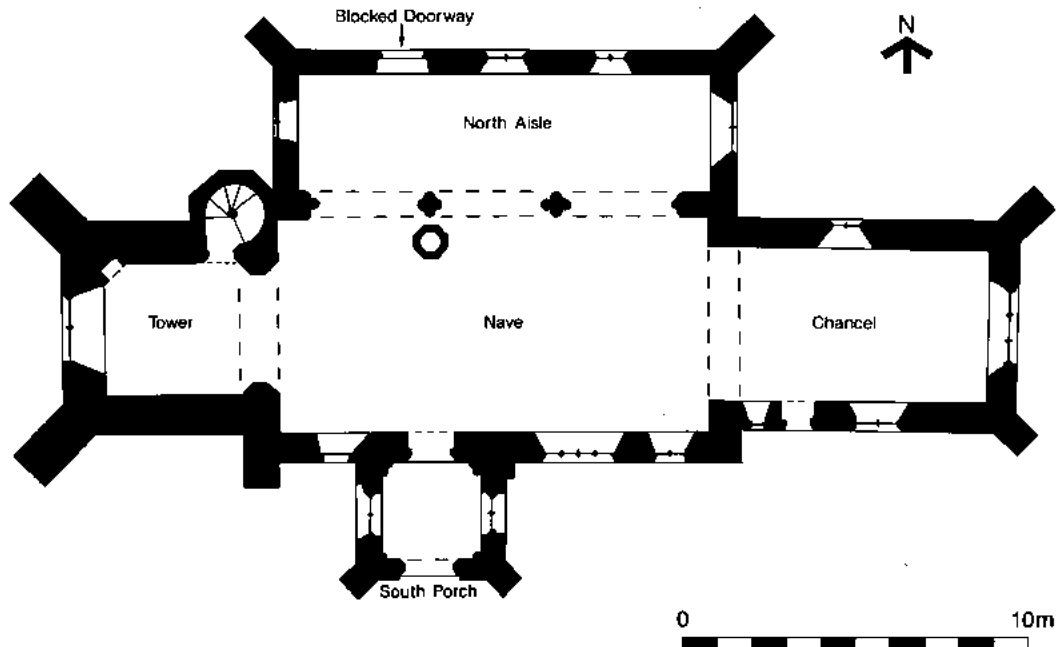 Blocked Doorway
N
North Aisle
Tower
Nave
Chancel
South Porch
0 10m